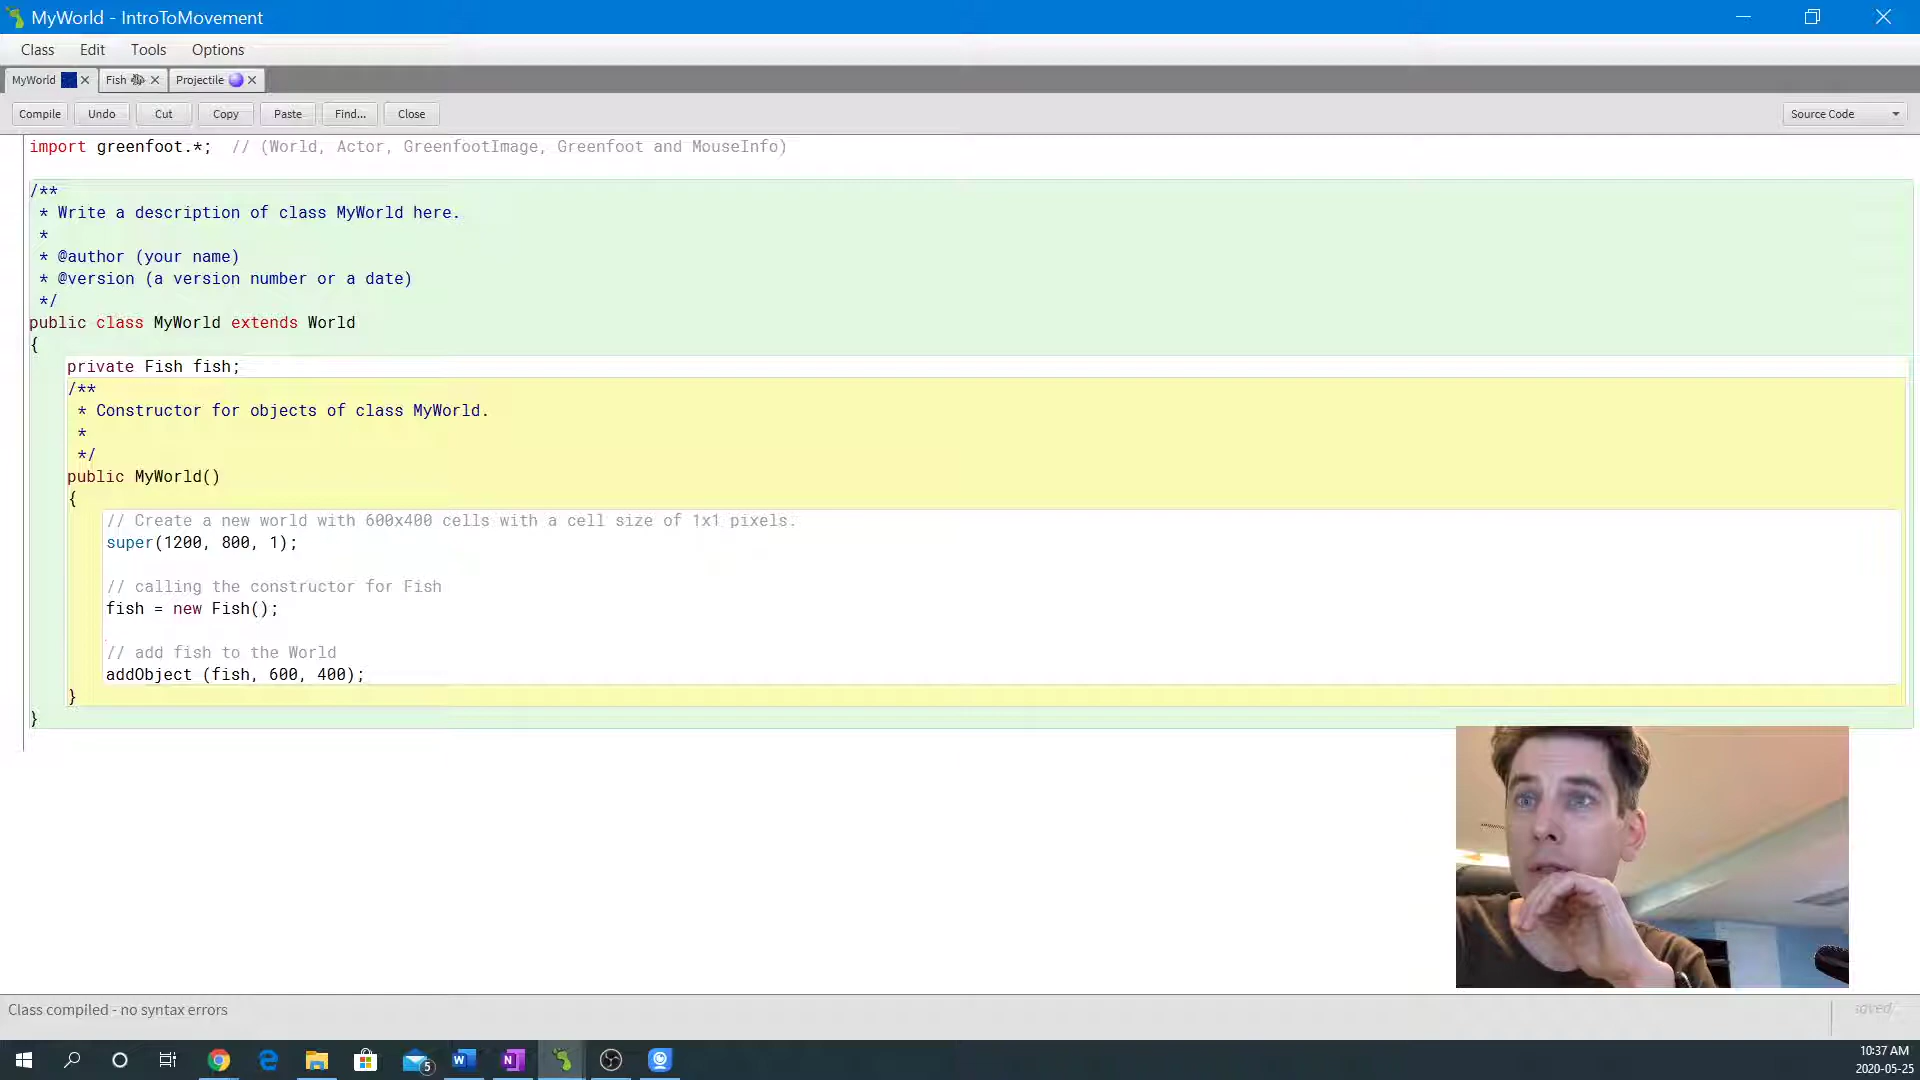 MyWorld - IntroToMovement
Class Edit Tools Options
MyWorld Fish Projectile
Compile Undo Cut Copy Paste Find... Close Source Code
import greenfoot.*; // (World, Actor, GreenfootImage, Greenfoot and MouseInfo)
/**
* Write a description of class MyWorld here.
*
* @author (your name)
* @version (a version number or a date)
*/
public class MyWorld extends World
{
private Fish fish;
/**
* Constructor for objects of class MyWorld.
*
*/
public MyWorld()
{
// Create a new world with 600x400 cells with a cell size of 1x1 pixels.
super(1200, 800, 1);
// calling the constructor for Fish
fish = new Fish();
// add fish to the World
addObject (fish, 600, 400);
}
}
Class compiled - no syntax errors
saved
5
W
N
10:37 AM
2020-05-25